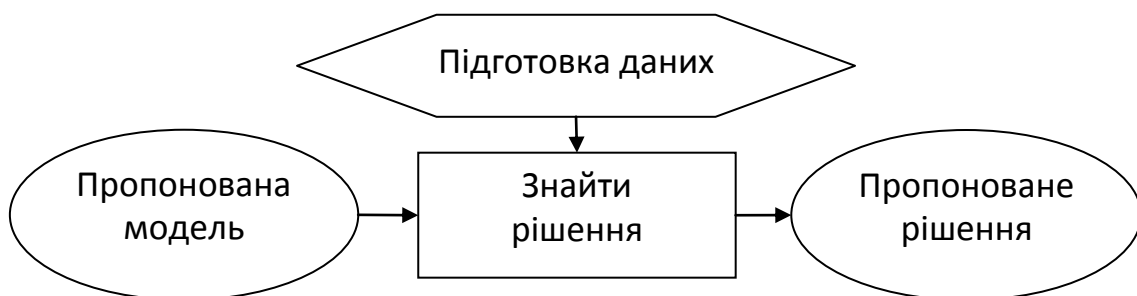 Підготовка даних
Пропонована
модель
Знайти
рішення
Пропоноване
рішення